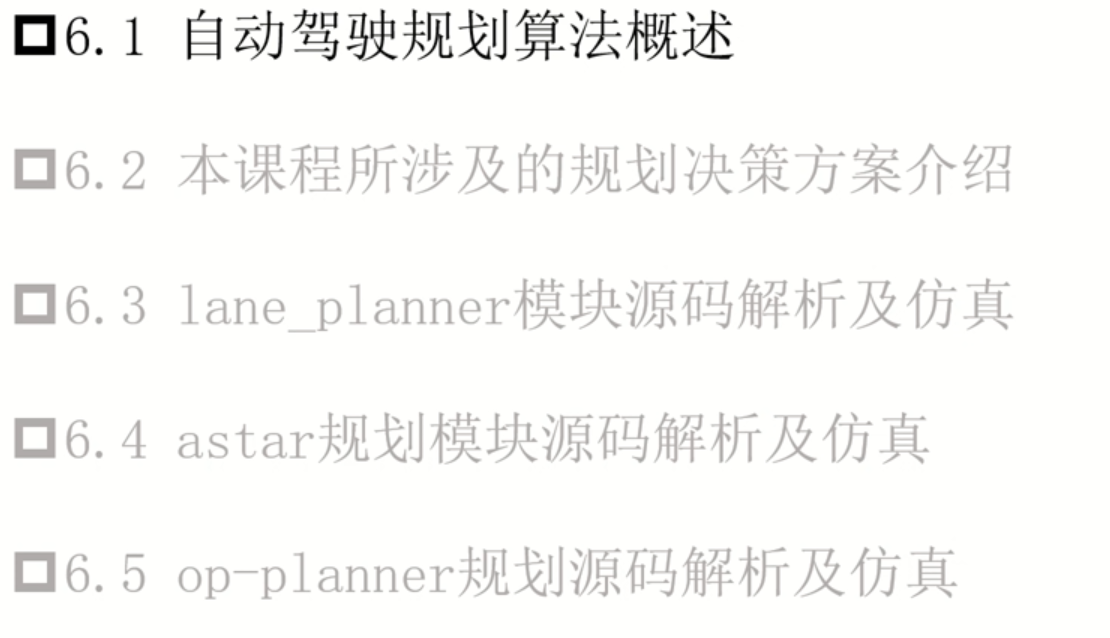 6.1 自动驾驶规划算法概述
6.2 本课程所涉及的规划决策方案介绍
6.3 lane_planner模块源码解析及仿真
6.4 astar规划模块源码解析及仿真
6.5 op-planner规划源码解析及仿真